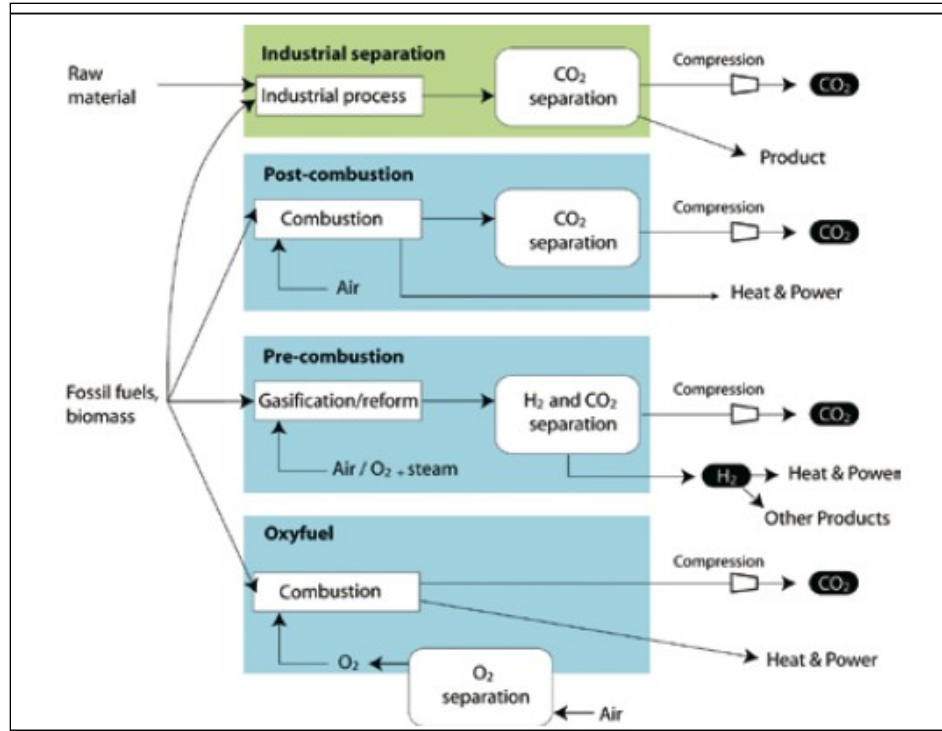 Industrial separation
Raw
material
Industrial process
CO₂
separation
Compression
CO₂
Product
Post-combustion
Combustion
CO₂
separation
Compression
CO₂
Air
Heat & Power
Pre-combustion
Fossil fuels,
biomass
Gasification/reform
H₂ and CO₂
separation
Compression
CO₂
Air / O₂ + steam
H₂
Heat & Power
Other Products
Oxyfuel
Combustion
Compression
CO₂
O₂
O₂
separation
Heat & Power
Air